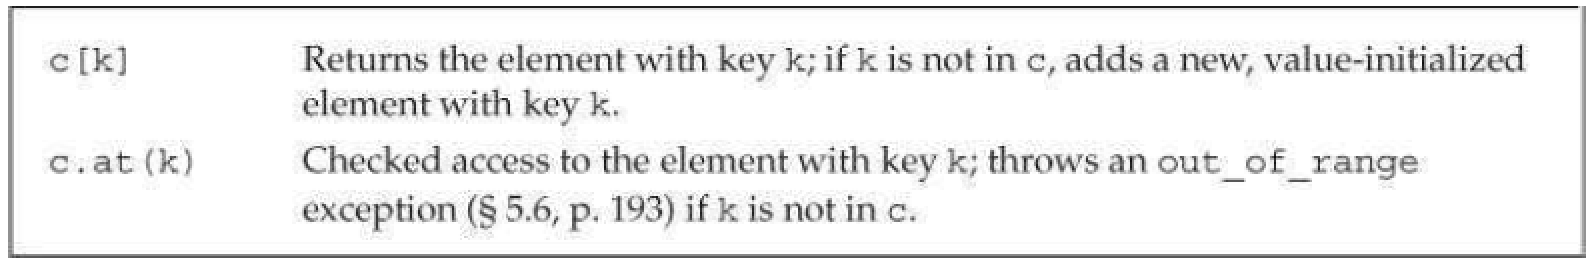 c[k] Returns the element with key k; if k is not in c, adds a new, value-initialized
element with key k.
c.at(k) Checked access to the element with key k; throws an out_of_range
exception (§ 5.6, p. 193) if k is not in c.